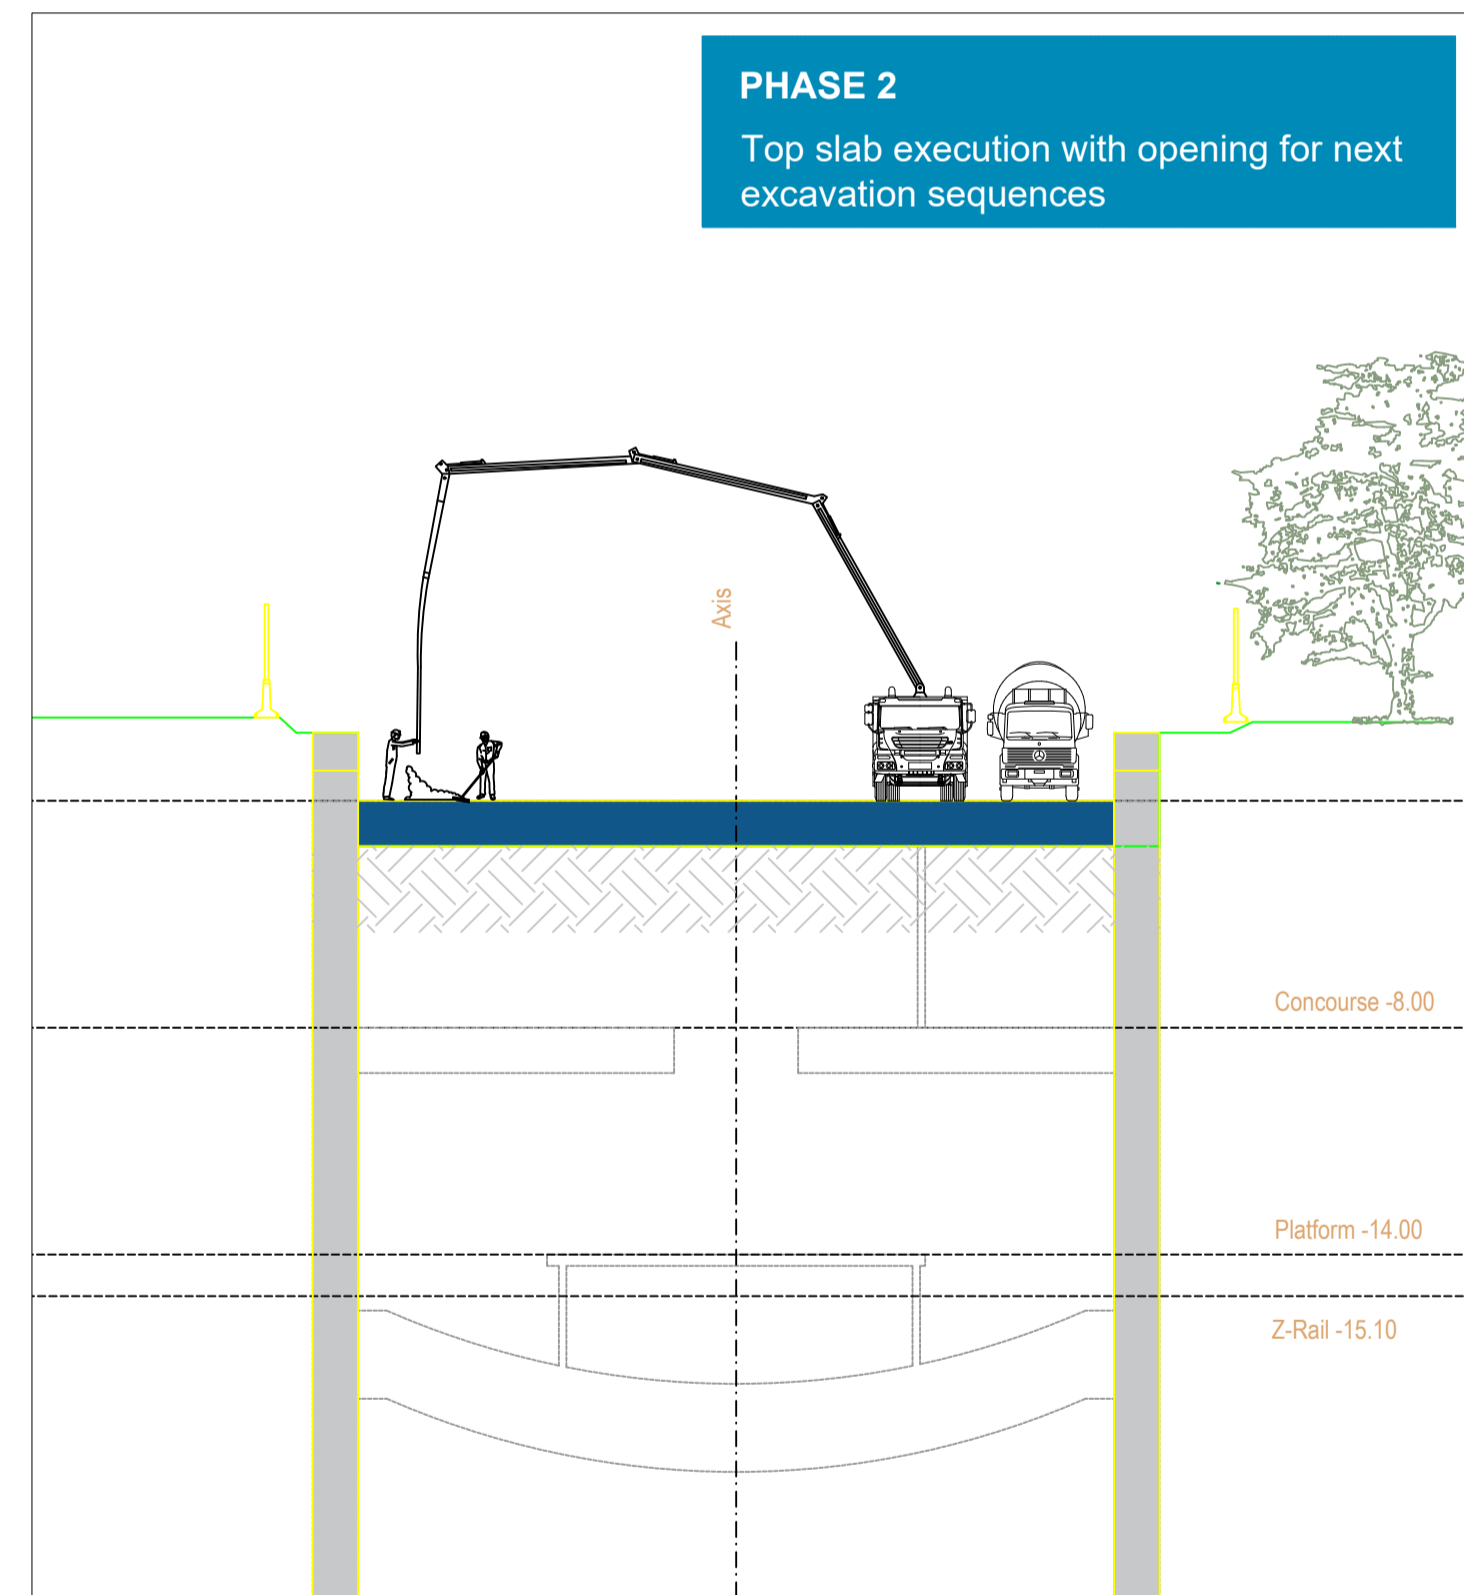 PHASE 2
Top slab execution with opening for next
excavation sequences
Axis
Concourse -8.00
Platform -14.00
Z-Rail -15.10